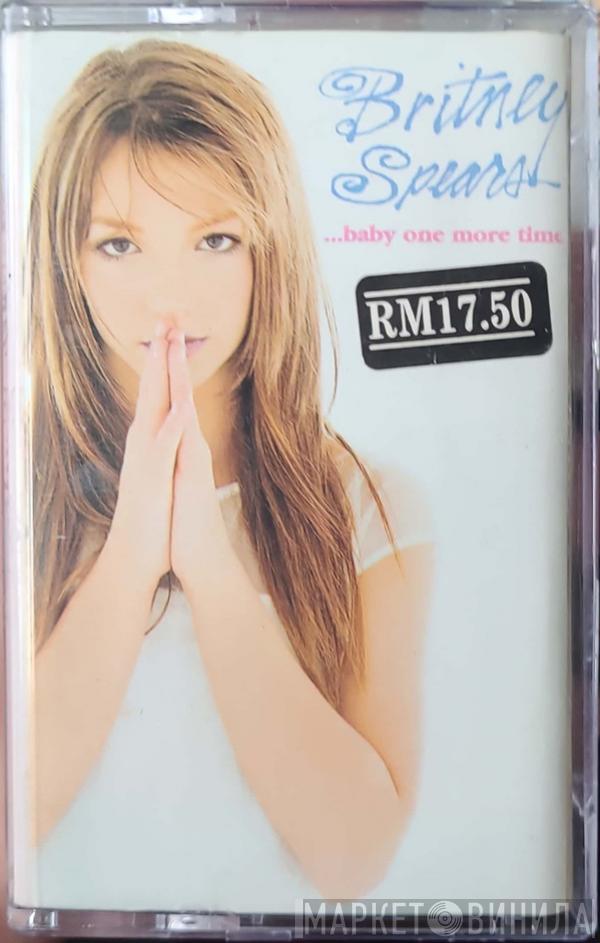 Britney
Spears
...baby one more time
RM17.50
МАРКЕТ ВИНИЛА